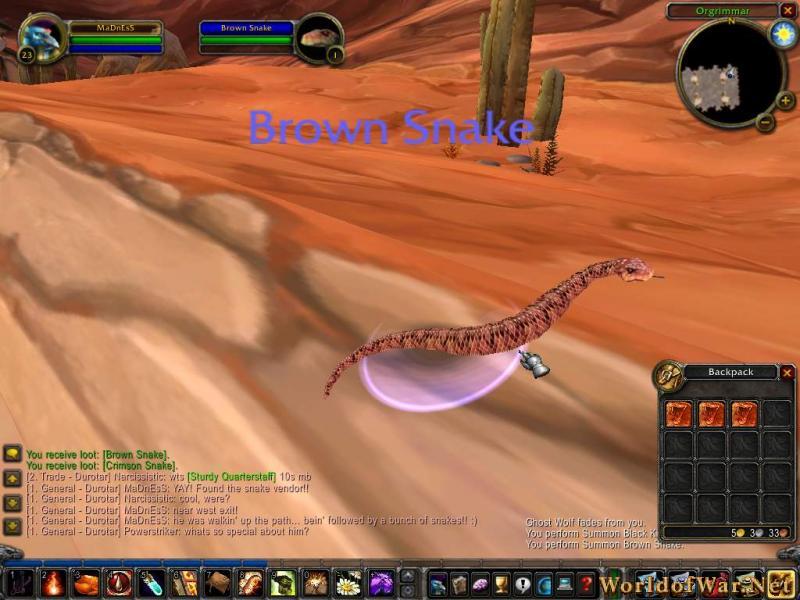 MaDnEsS
Brown Snake
Orgrimmar
N
23
1
Brown Snake
Backpack
You receive loot: [Brown Snake].
You receive loot: [Crimson Snake].
[2. Trade - Durotar] Narcissistic: wts [Sturdy Quarterstaff] 10s mb
[1. General - Durotar] MaDnEsS: YAY! Found the snake vendor!!
[1. General - Durotar] Narcissistic: cool, were?
[1. General - Durotar] MaDnEsS: near west exit!
[1. General - Durotar] MaDnEsS: he was walkin' up the path... bein' followed by a bunch of snakes!! :)
[1. General - Durotar] Powerstriker: whats so special about him?
Ghost Wolf fades from you.
You perform Summon Black K
You perform Summon Brown Snake.
5 3 33
WorldofWar.Net